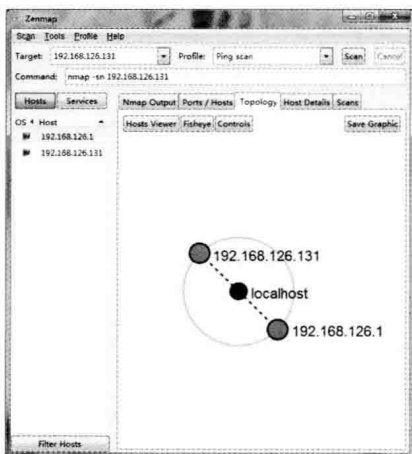 Zenmap
Scan Tools Profile Help
Target: 192.168.126.131 Profile: Ping scan Scan Cancel
Command: nmap -sn 192.168.126.131
Hosts Services Nmap Output Ports / Hosts Topology Host Details Scans
OS Host
192.168.126.1
192.168.126.131
Hosts Viewer Fisheye Controls Save Graphic
192.168.126.131
localhost
192.168.126.1
Filter Hosts